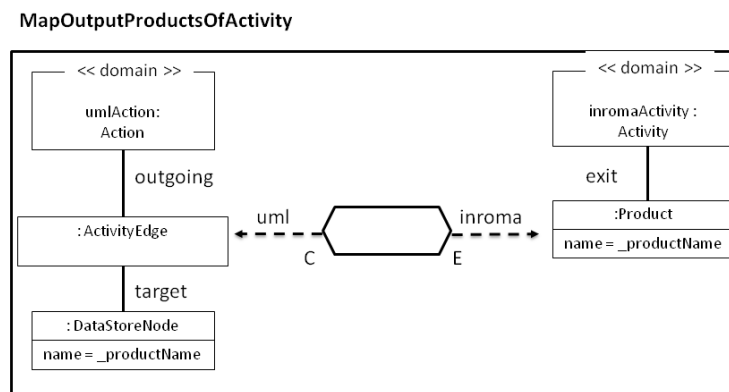 MapOutputProductsOfActivity
<< domain >>
umlAction:
Action
outgoing
:ActivityEdge
target
:DataStoreNode
name = _productName
uml
C
inroma
E
<< domain >>
inromaActivity :
Activity
exit
:Product
name = _productName